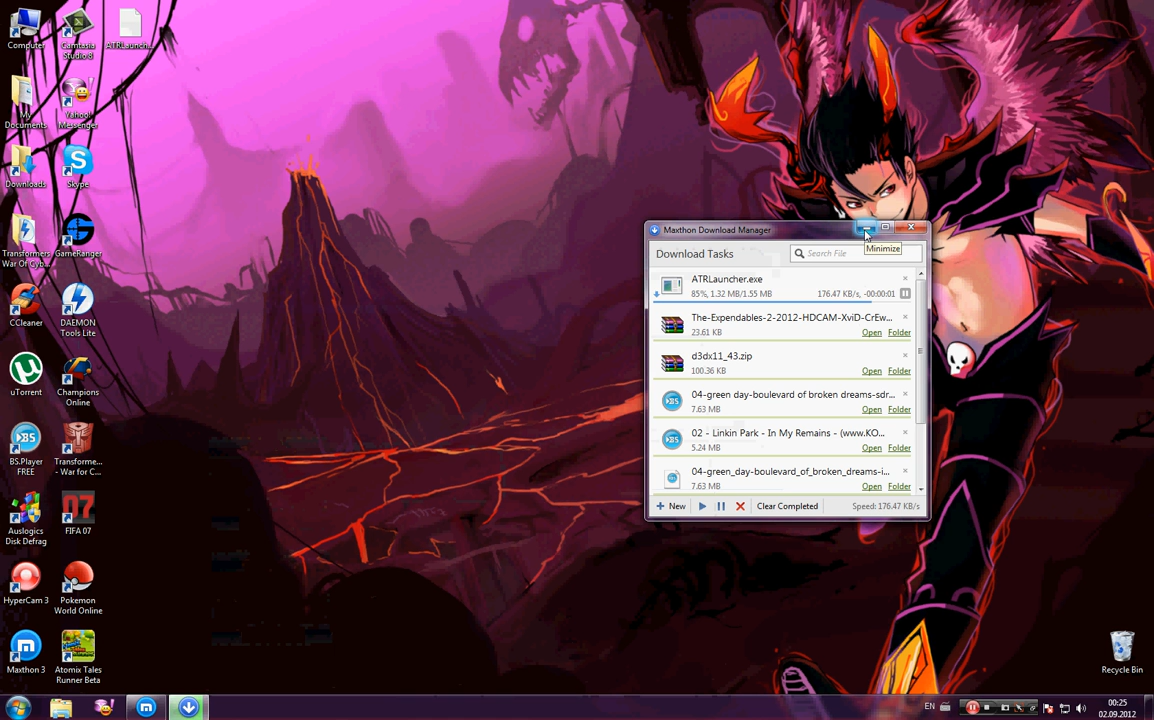 Computer
Camtasia
Studio 8
ATRLaunch...
My
Documents
Yahoo!
Messenger
Downloads
Skype
Transformers
War Of Cyb...
GameRanger
CCleaner
DAEMON
Tools Lite
uTorrent
Champions
Online
BS.Player
FREE
Transforme...
- War for C...
Auslogics
Disk Defrag
FIFA 07
HyperCam 3
Pokemon
World Online
Maxthon 3
Atomix Tales
Runner Beta
Maxthon Download Manager
Minimize
Download Tasks
Search File
ATRLauncher.exe
85%, 1.32 MB/1.55 MB 176.47 KB/s, -00:00:01
The-Expendables-2-2012-HDCAM-XviD-CrEw...
23.61 KB Open Folder
d3dx11_43.zip
100.36 KB Open Folder
04-green day-boulevard of broken dreams-sdr...
7.63 MB Open Folder
02 - Linkin Park - In My Remains - (www.KO...
5.24 MB Open Folder
04-green_day-boulevard_of_broken_dreams-i...
7.63 MB Open Folder
New Clear Completed Speed: 176.47 KB/s
Recycle Bin
EN
00:25
02.09.2012